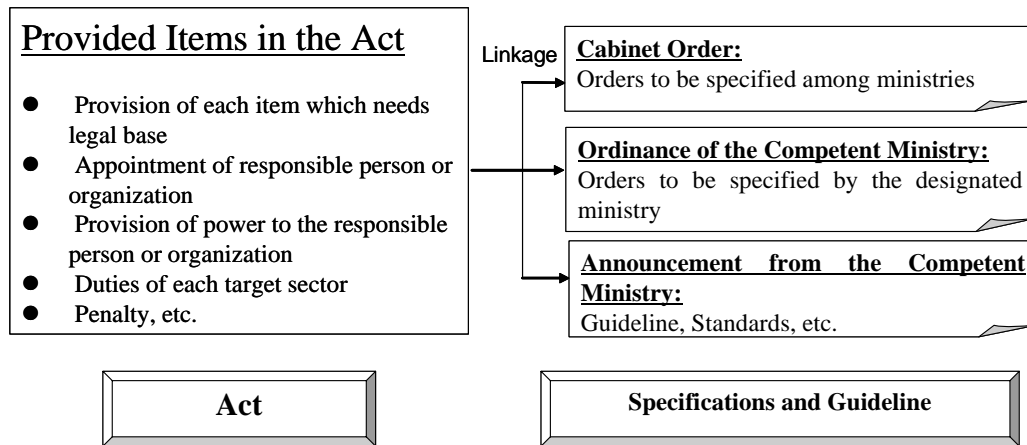 Provided Items in the Act
● Provision of each item which needs
legal base
● Appointment of responsible person or
organization
● Provision of power to the responsible
person or organization
● Duties of each target sector
● Penalty, etc.
Linkage
Cabinet Order:
Orders to be specified among ministries
Ordinance of the Competent Ministry:
Orders to be specified by the designated
ministry
Announcement from the Competent
Ministry:
Guideline, Standards, etc.
Act
Specifications and Guideline